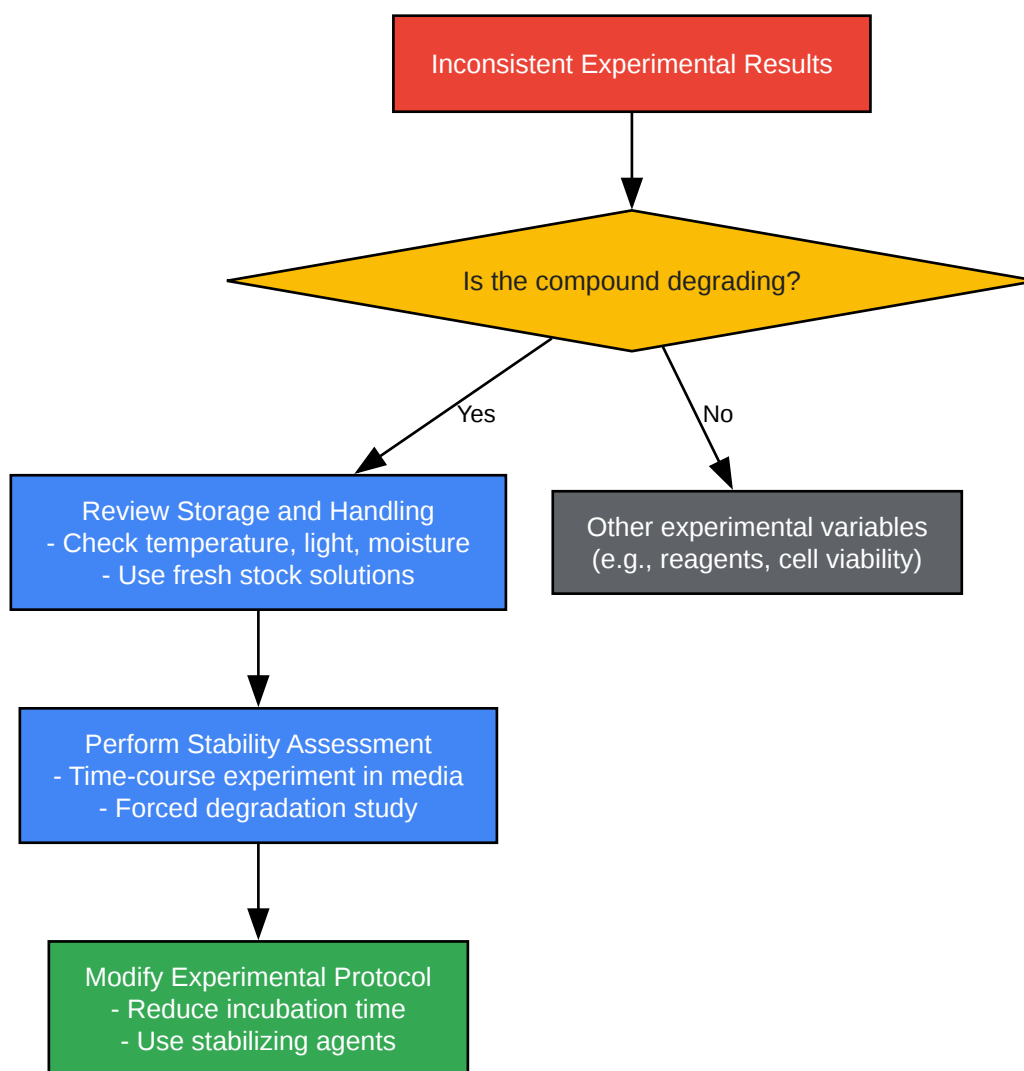 Inconsistent Experimental Results
Is the compound degrading?
Yes
No
Review Storage and Handling
- Check temperature, light, moisture
- Use fresh stock solutions
Other experimental variables
(e.g., reagents, cell viability)
Perform Stability Assessment
- Time-course experiment in media
- Forced degradation study
Modify Experimental Protocol
- Reduce incubation time
- Use stabilizing agents